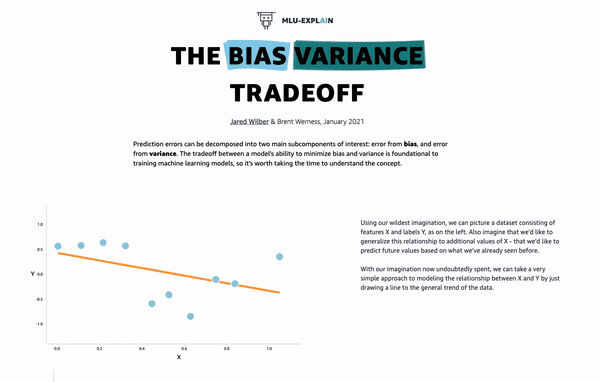 MLU-EXPLAIN
THE BIAS VARIANCE
TRADEOFF
Jared Wilber & Brent Werness, January 2021
Prediction errors can be decomposed into two main subcomponents of interest: error from bias, and error
from variance. The tradeoff between a model's ability to minimize bias and variance is foundational to
training machine learning models, so it's worth taking the time to understand the concept.
Using our wildest imagination, we can picture a dataset consisting of
features X and labels Y, as on the left. Also imagine that we'd like to
generalize this relationship to additional values of X - that we'd like to
predict future values based on what we've already seen before.
With our imagination now undoubtedly spent, we can take a very
simple approach to modeling the relationship between X and Y by just
drawing a line to the general trend of the data.
1.0
0.5
Y
0.0
-0.5
-1.0
0.0 0.2 0.4 0.6 0.8 1.0
X